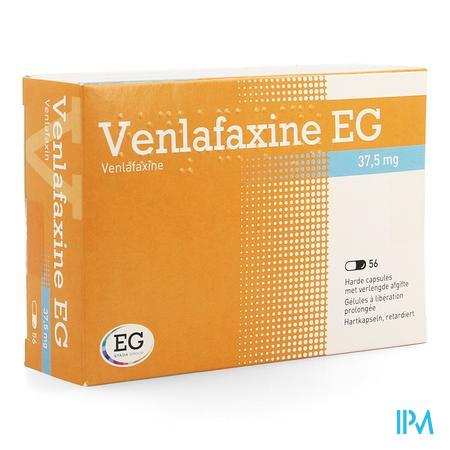 Venlafaxine EG
Venlafaxine
37,5 mg
56
Harde capsules
met verlengde afgifte
Gélules à libération
prolongée
Hartkapseln, retardiert
EG
STADA GROUP
Venlafaxine EG
Venlafaxin
37,5 mg
56
IPM